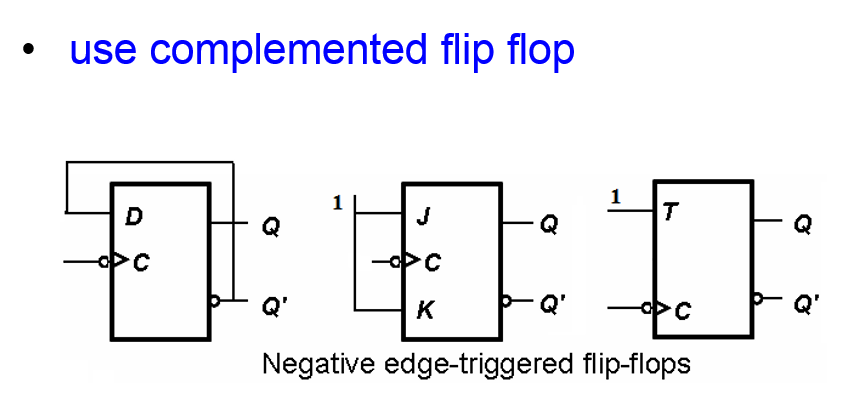 • use complemented flip flop
D Q
C
Q'
1 J Q
C
K Q'
1 T Q
C Q'
Negative edge-triggered flip-flops